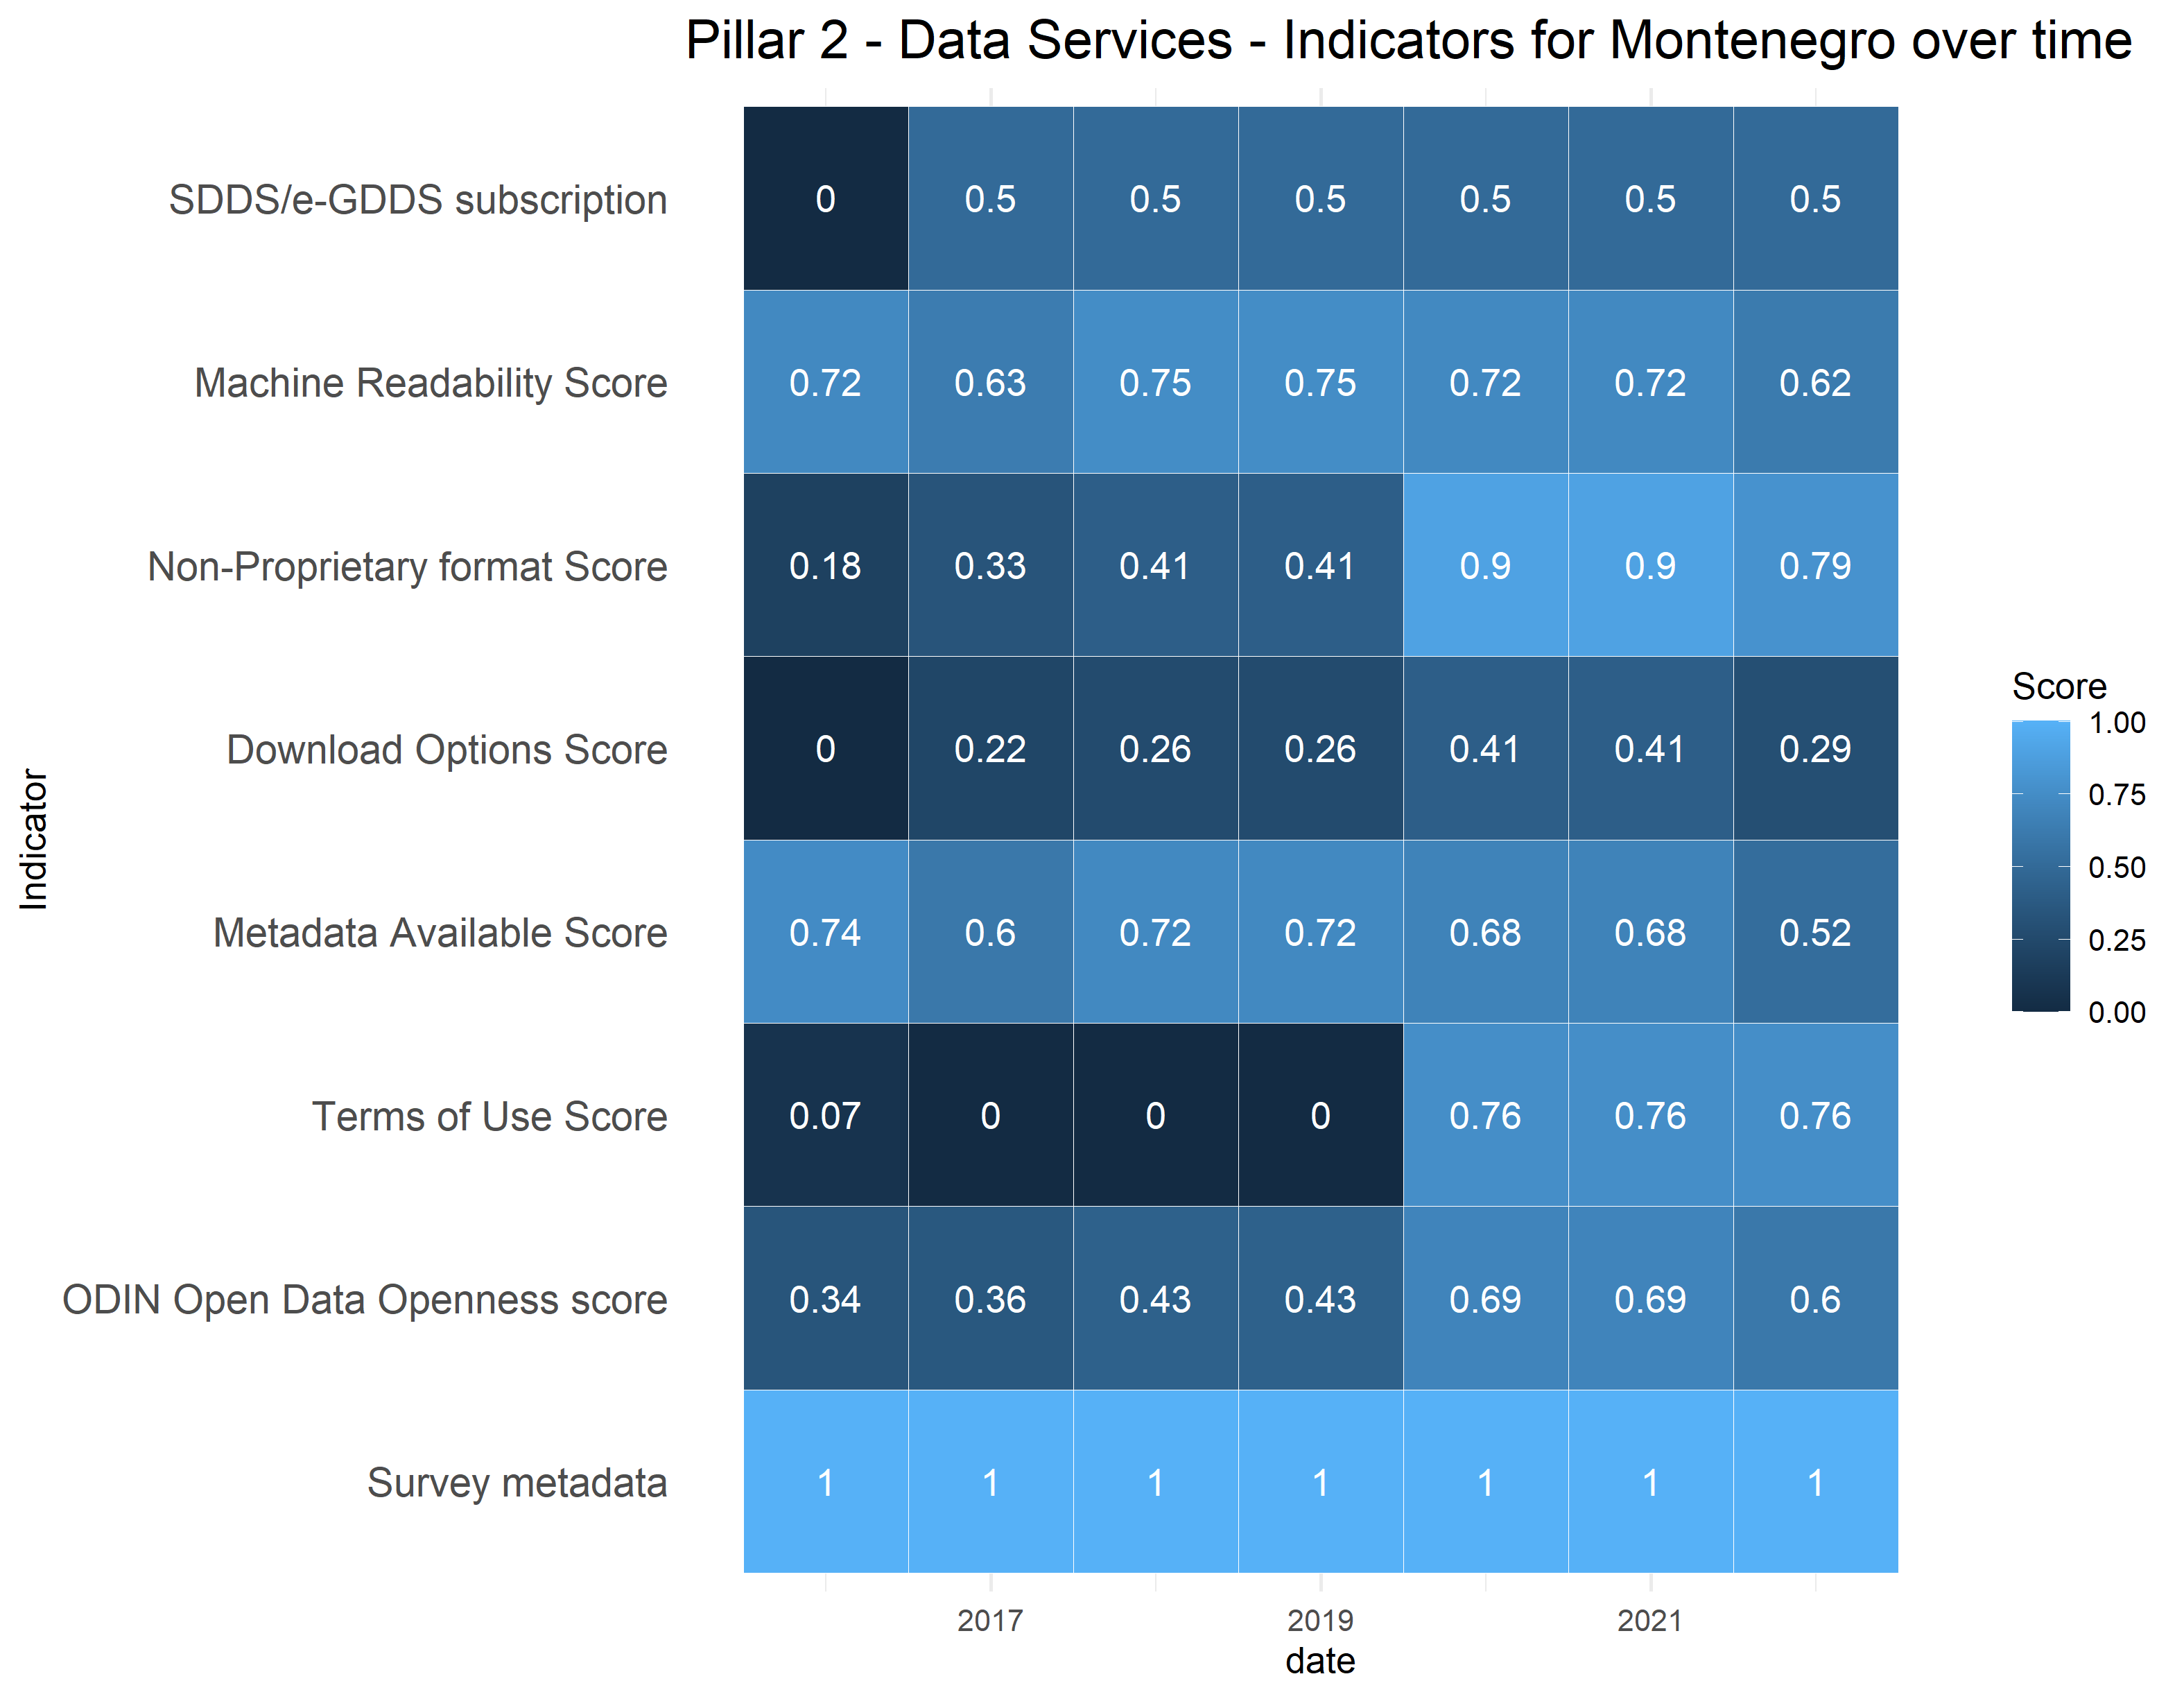 Pillar 2 - Data Services - Indicators for Montenegro over time
SDDS/e-GDDS subscription 0 0.5 0.5 0.5 0.5 0.5 0.5
Machine Readability Score 0.72 0.63 0.75 0.75 0.72 0.72 0.62
Non-Proprietary format Score 0.18 0.33 0.41 0.41 0.9 0.9 0.79
Download Options Score 0 0.22 0.26 0.26 0.41 0.41 0.29
Metadata Available Score 0.74 0.6 0.72 0.72 0.68 0.68 0.52
Terms of Use Score 0.07 0 0 0 0.76 0.76 0.76
ODIN Open Data Openness score 0.34 0.36 0.43 0.43 0.69 0.69 0.6
Survey metadata 1 1 1 1 1 1 1
2017 2019 2021
date
Indicator
Score
1.00
0.75
0.50
0.25
0.00